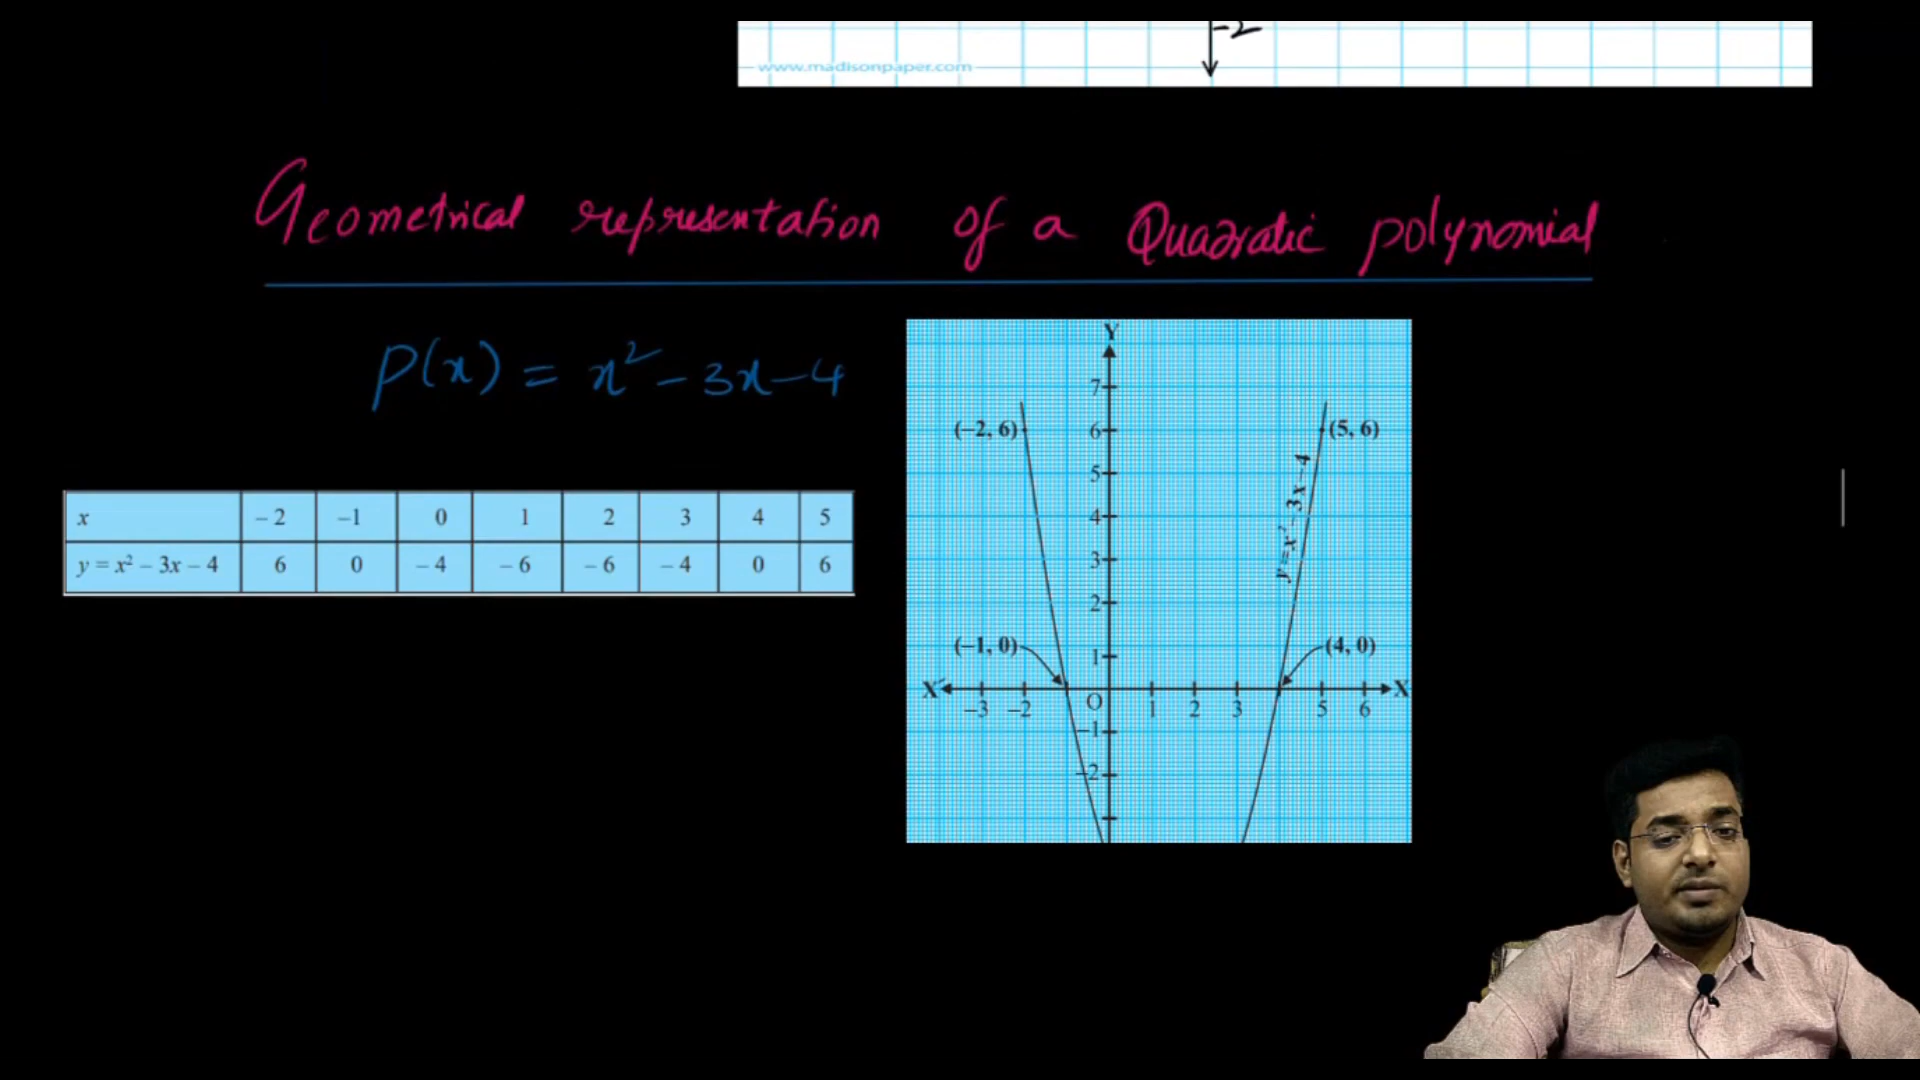 -2
www.madisonpaper.com
Geometrical representation of a Quadratic polynomial
P(x) = x² - 3x - 4
x – 2 –1 0 1 2 3 4 5
y = x² – 3x – 4 6 0 – 4 – 6 – 6 – 4 0 6
Y
7
(–2, 6) 6 (5, 6)
5
y = x² – 3x – 4
4
3
2
(–1, 0) 1 (4, 0)
X′ O X
–3 –2 1 2 3 5 6
–1
–2